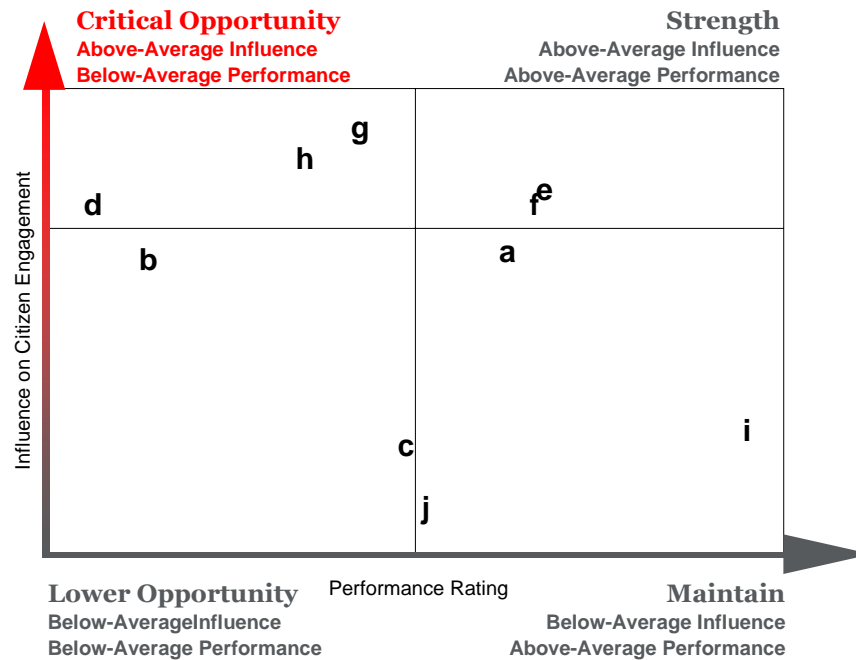 Critical Opportunity
Above-Average Influence
Below-Average Performance
Strength
Above-Average Influence
Above-Average Performance
g
h
e
d
f
a
b
i
c
j
Influence on Citizen Engagement
Performance Rating
Lower Opportunity
Below-AverageInfluence
Below-Average Performance
Maintain
Below-Average Influence
Above-Average Performance